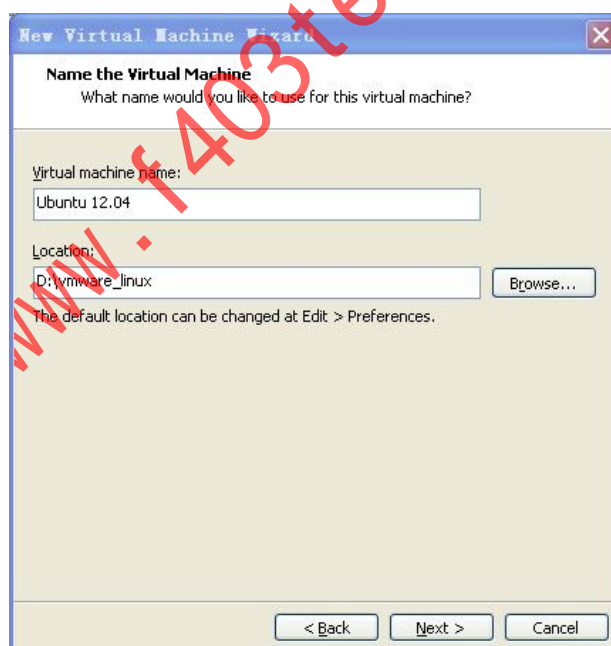 New Virtual Machine Wizard
Name the Virtual Machine
What name would you like to use for this virtual machine?
Virtual machine name:
Ubuntu 12.04
Location:
D:\vmware_linux
Browse...
The default location can be changed at Edit > Preferences.
< Back
Next >
Cancel
www.f403te